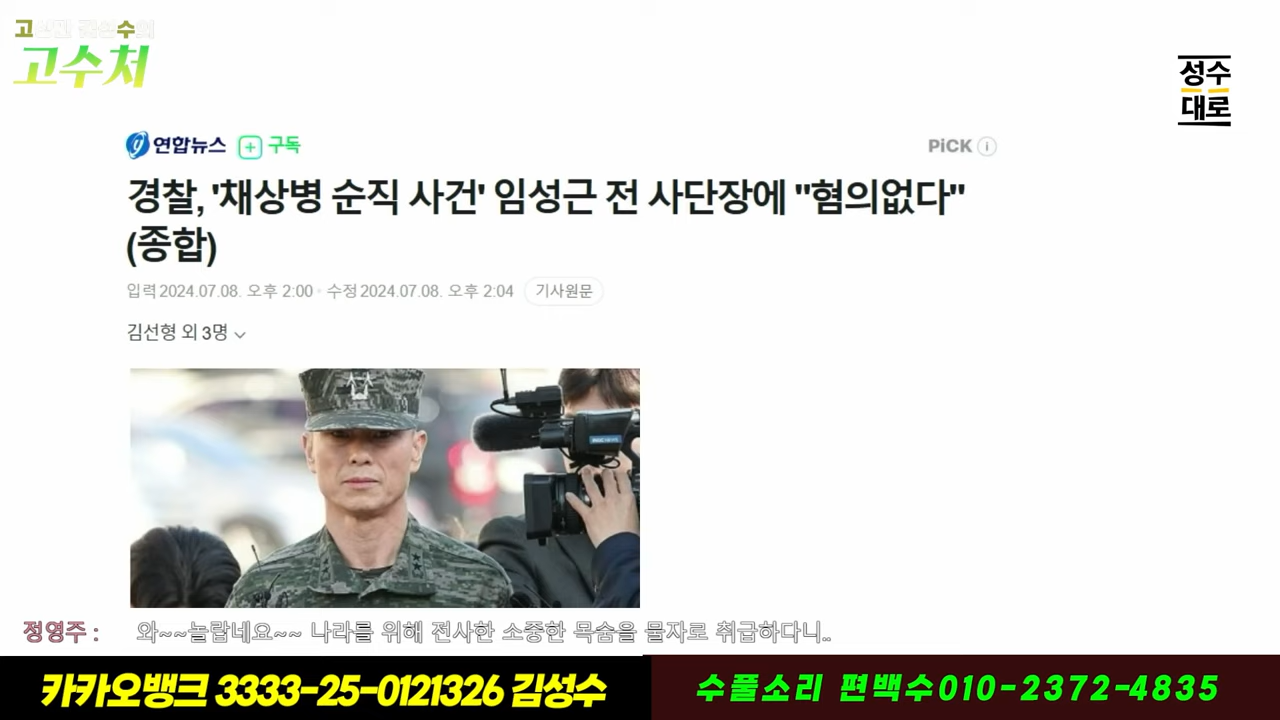 고 수
고수처
성수
대로
연합뉴스 구독
PiCK
경찰, '채상병 순직 사건' 임성근 전 사단장에 "혐의없다"
(종합)
입력 2024.07.08. 오후 2:00 수정 2024.07.08. 오후 2:04 기사원문
김선형 외 3명
정영주 : 와~~놀랍네요~~ 나라를 위해 전사한 소중한 목숨을 물자로 취급하다니..
카카오뱅크 3333-25-0121326 김성수
수풀소리 편백수010-2372-4835